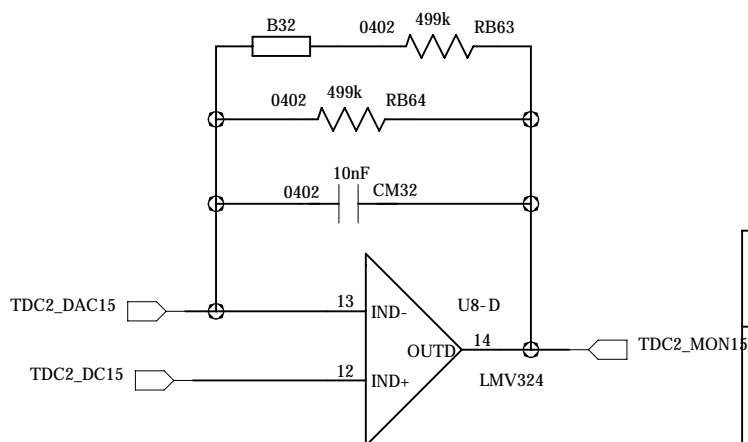 B32 0402 499k RB63
0402 499k RB64
10nF
0402 CM32
TDC2_DAC15 13 IND- U8-D
OUTD 14 TDC2_MON15
TDC2_DC15 12 IND+ LMV324